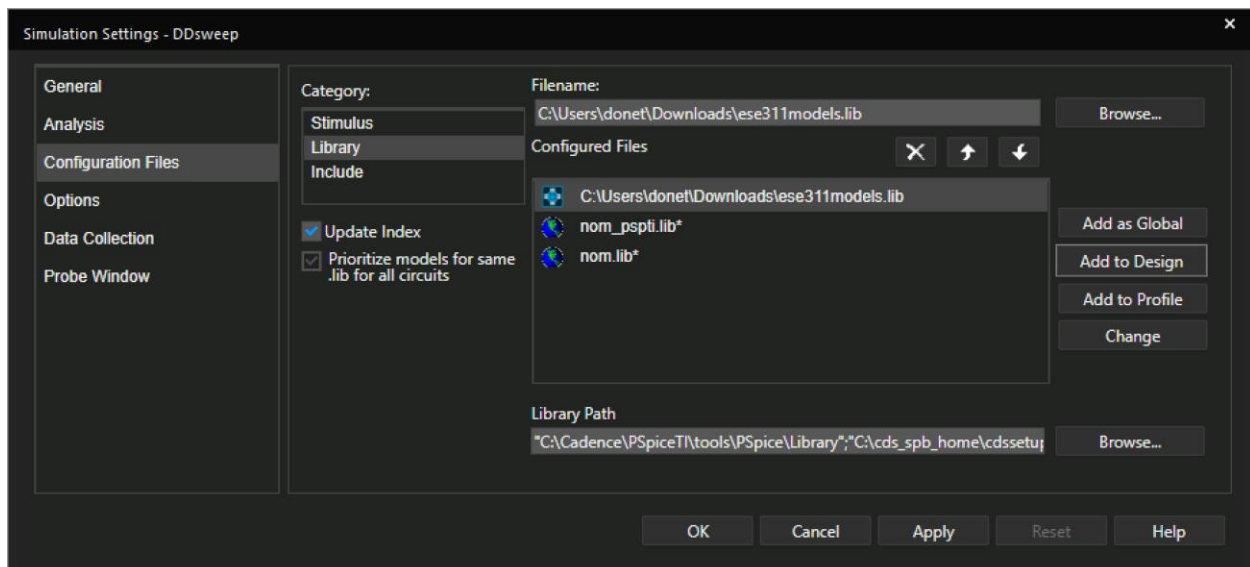 Simulation Settings - DDsweep
General
Analysis
Configuration Files
Options
Data Collection
Probe Window
Category:
Stimulus
Library
Include
Update Index
Prioritize models for same
.lib for all circuits
Filename:
C:\Users\donet\Downloads\ese311models.lib
Browse...
Configured Files
C:\Users\donet\Downloads\ese311models.lib
nom_pspti.lib*
nom.lib*
Add as Global
Add to Design
Add to Profile
Change
Library Path
"C:\Cadence\PSpiceTI\tools\PSpice\Library";"C:\cds_spb_home\cdssetup
Browse...
OK
Cancel
Apply
Reset
Help